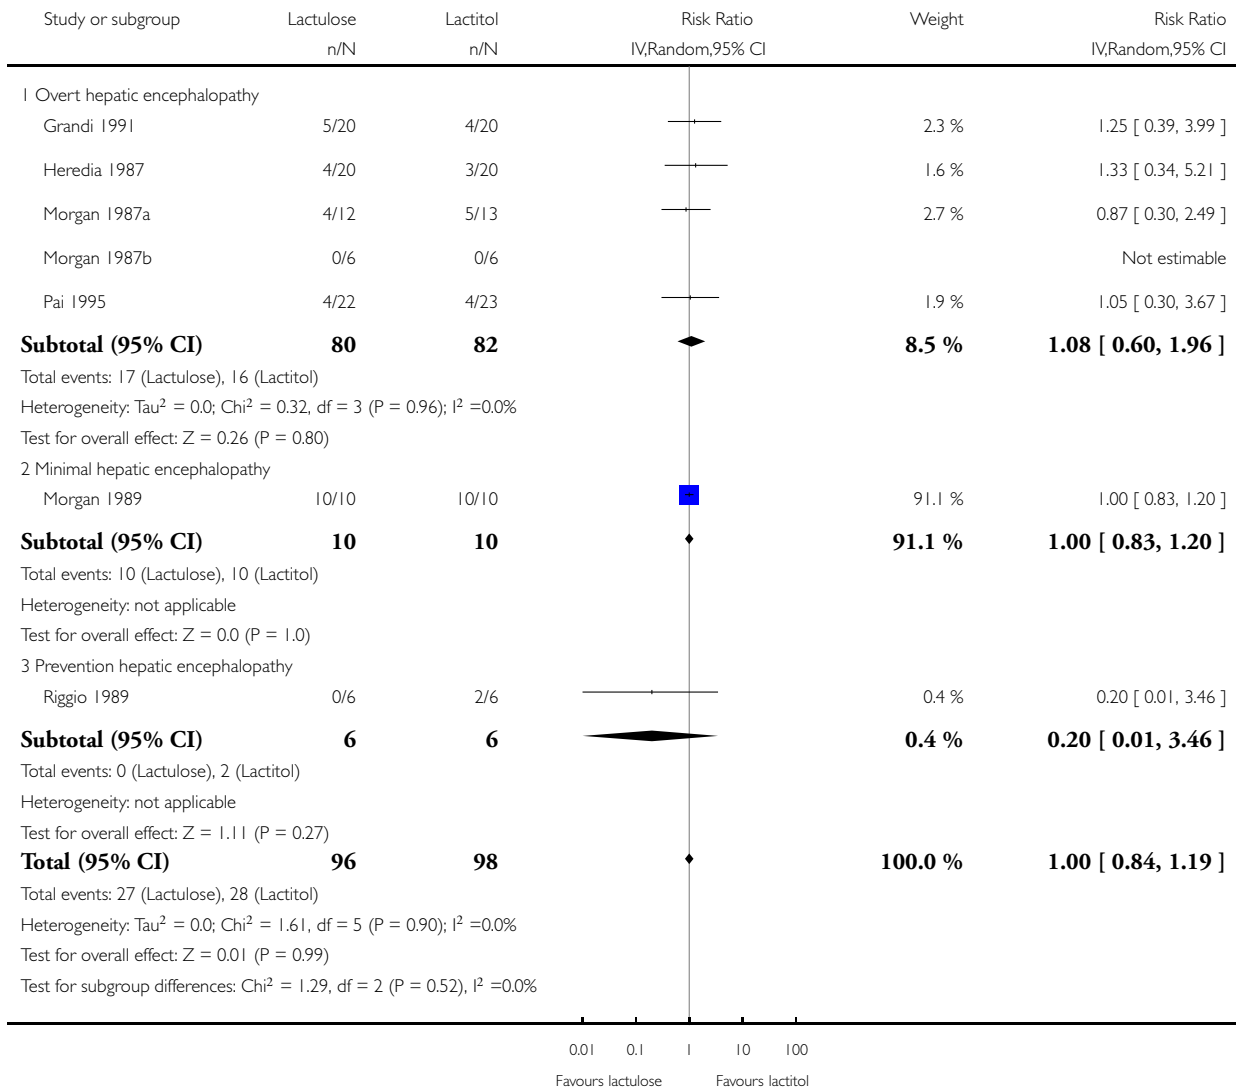 Study or subgroup Lactulose Lactitol Risk Ratio Weight Risk Ratio
n/N n/N IV,Random,95% CI IV,Random,95% CI
1 Overt hepatic encephalopathy
Grandi 1991 5/20 4/20 2.3 % 1.25 [ 0.39, 3.99 ]
Heredia 1987 4/20 3/20 1.6 % 1.33 [ 0.34, 5.21 ]
Morgan 1987a 4/12 5/13 2.7 % 0.87 [ 0.30, 2.49 ]
Morgan 1987b 0/6 0/6 Not estimable
Pai 1995 4/22 4/23 1.9 % 1.05 [ 0.30, 3.67 ]
Subtotal (95% CI) 80 82 8.5 % 1.08 [ 0.60, 1.96 ]
Total events: 17 (Lactulose), 16 (Lactitol)
Heterogeneity: Tau² = 0.0; Chi² = 0.32, df = 3 (P = 0.96); I² =0.0%
Test for overall effect: Z = 0.26 (P = 0.80)
2 Minimal hepatic encephalopathy
Morgan 1989 10/10 10/10 91.1 % 1.00 [ 0.83, 1.20 ]
Subtotal (95% CI) 10 10 91.1 % 1.00 [ 0.83, 1.20 ]
Total events: 10 (Lactulose), 10 (Lactitol)
Heterogeneity: not applicable
Test for overall effect: Z = 0.0 (P = 1.0)
3 Prevention hepatic encephalopathy
Riggio 1989 0/6 2/6 0.4 % 0.20 [ 0.01, 3.46 ]
Subtotal (95% CI) 6 6 0.4 % 0.20 [ 0.01, 3.46 ]
Total events: 0 (Lactulose), 2 (Lactitol)
Heterogeneity: not applicable
Test for overall effect: Z = 1.11 (P = 0.27)
Total (95% CI) 96 98 100.0 % 1.00 [ 0.84, 1.19 ]
Total events: 27 (Lactulose), 28 (Lactitol)
Heterogeneity: Tau² = 0.0; Chi² = 1.61, df = 5 (P = 0.90); I² =0.0%
Test for overall effect: Z = 0.01 (P = 0.99)
Test for subgroup differences: Chi² = 1.29, df = 2 (P = 0.52), I² =0.0%
0.01 0.1 1 10 100
Favours lactulose Favours lactitol